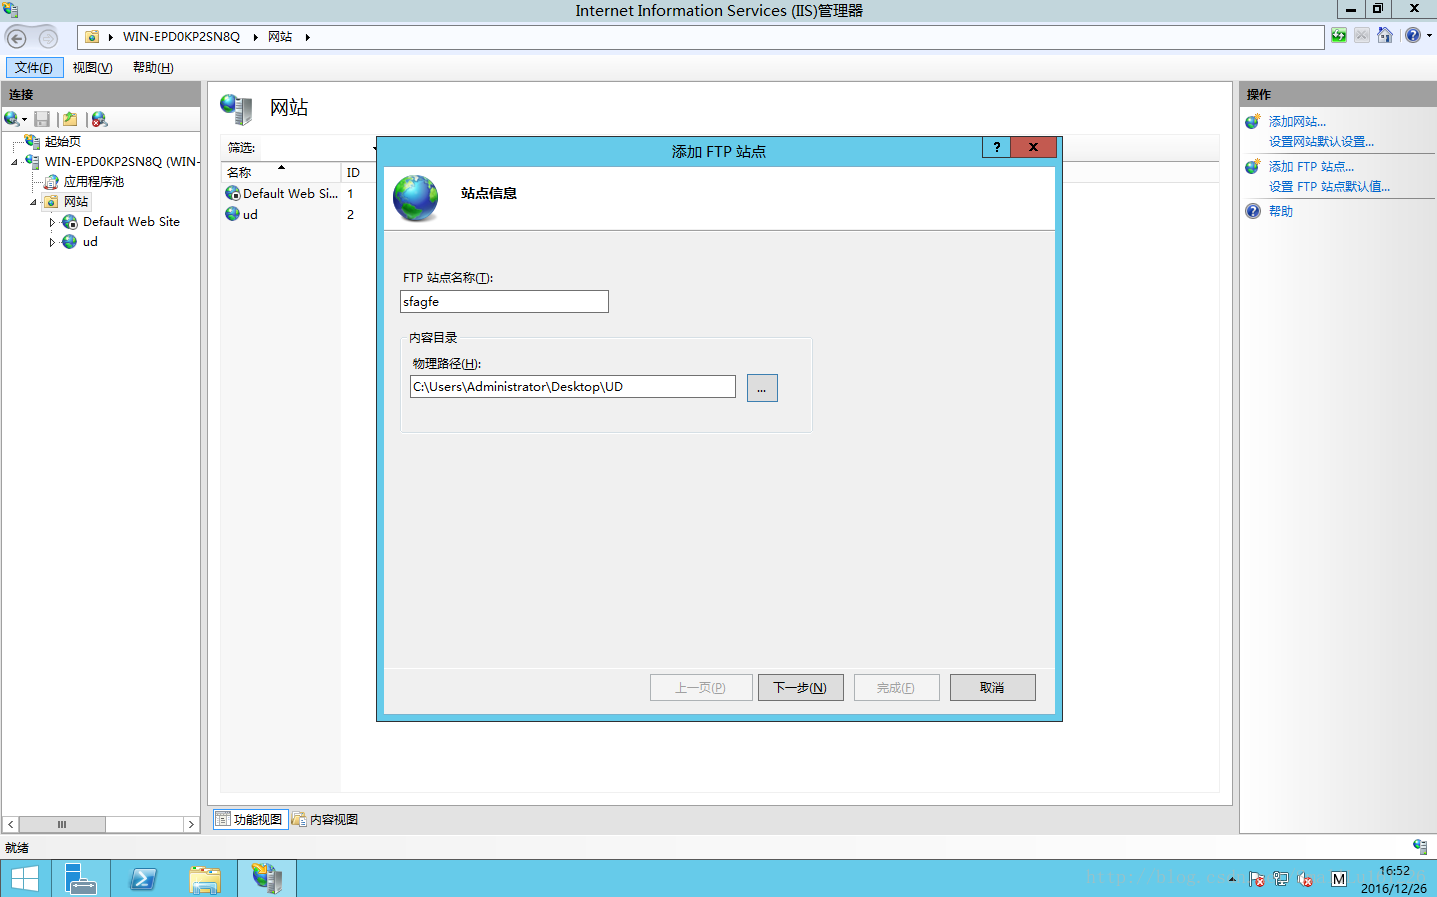 Internet Information Services (IIS)管理器
WIN-EPD0KP2SN8Q
网站
文件(F)
视图(V)
帮助(H)
连接
起始页
WIN-EPD0KP2SN8Q (WIN-
应用程序池
网站
Default Web Site
ud
网站
筛选:
名称
ID
Default Web Si...
1
ud
2
添加 FTP 站点
?
X
站点信息
FTP 站点名称(T):
sfagfe
内容目录
物理路径(H):
C:\Users\Administrator\Desktop\UD
...
上一页(P)
下一步(N)
完成(F)
取消
操作
添加网站...
设置网站默认设置...
添加 FTP 站点...
设置 FTP 站点默认值...
帮助
功能视图
内容视图
就绪
M
16:52
2016/12/26